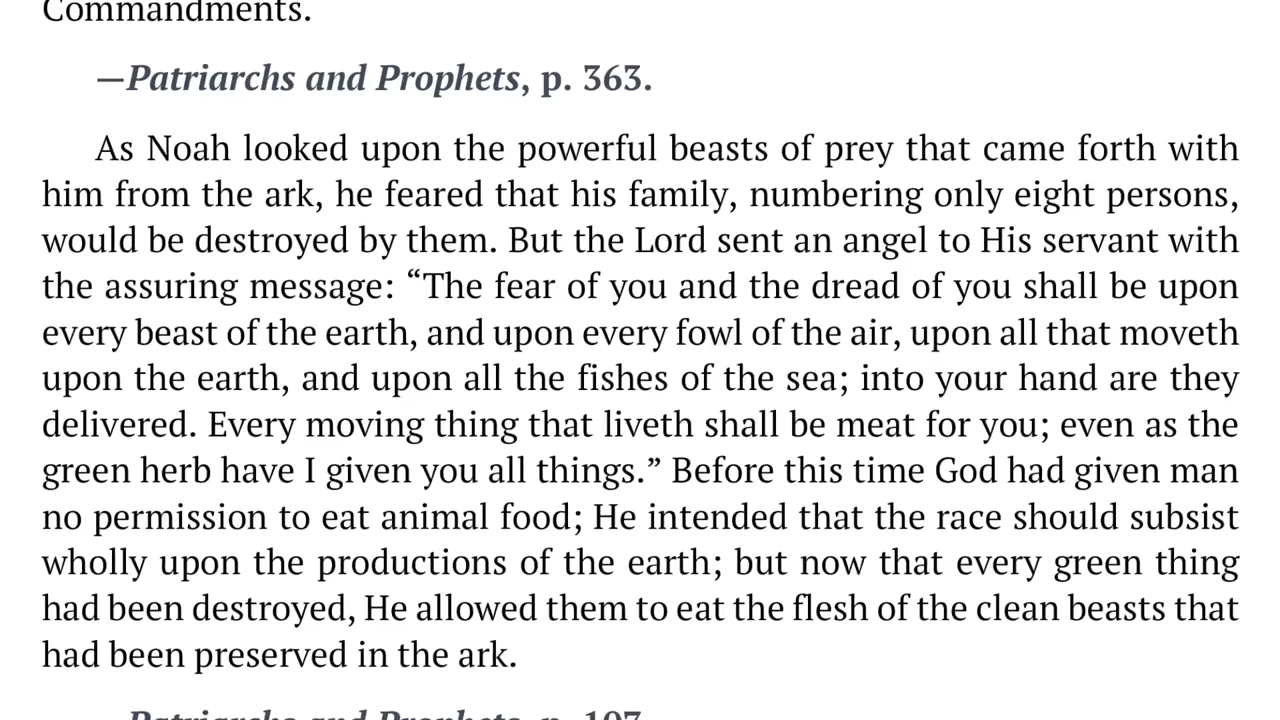 Commandments.
—Patriarchs and Prophets, p. 363.
As Noah looked upon the powerful beasts of prey that came forth with
him from the ark, he feared that his family, numbering only eight persons,
would be destroyed by them. But the Lord sent an angel to His servant with
the assuring message: “The fear of you and the dread of you shall be upon
every beast of the earth, and upon every fowl of the air, upon all that moveth
upon the earth, and upon all the fishes of the sea; into your hand are they
delivered. Every moving thing that liveth shall be meat for you; even as the
green herb have I given you all things.” Before this time God had given man
no permission to eat animal food; He intended that the race should subsist
wholly upon the productions of the earth; but now that every green thing
had been destroyed, He allowed them to eat the flesh of the clean beasts that
had been preserved in the ark.
Patriarchs and Prophets, p. 107